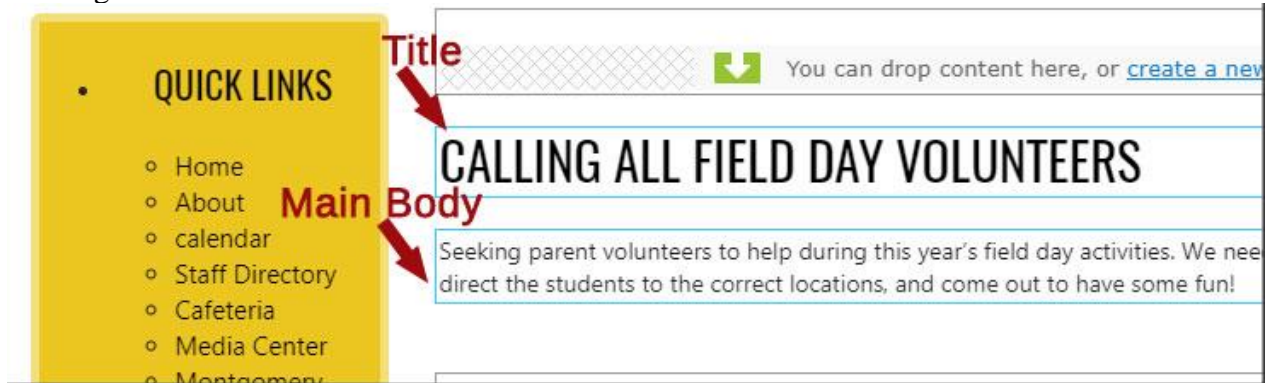 Title
You can drop content here, or create a new
QUICK LINKS
CALLING ALL FIELD DAY VOLUNTEERS
Home
About
Main Body
calendar
Seeking parent volunteers to help during this year's field day activities. We nee
Staff Directory
direct the students to the correct locations, and come out to have some fun!
Cafeteria
Media Center
Montgomery